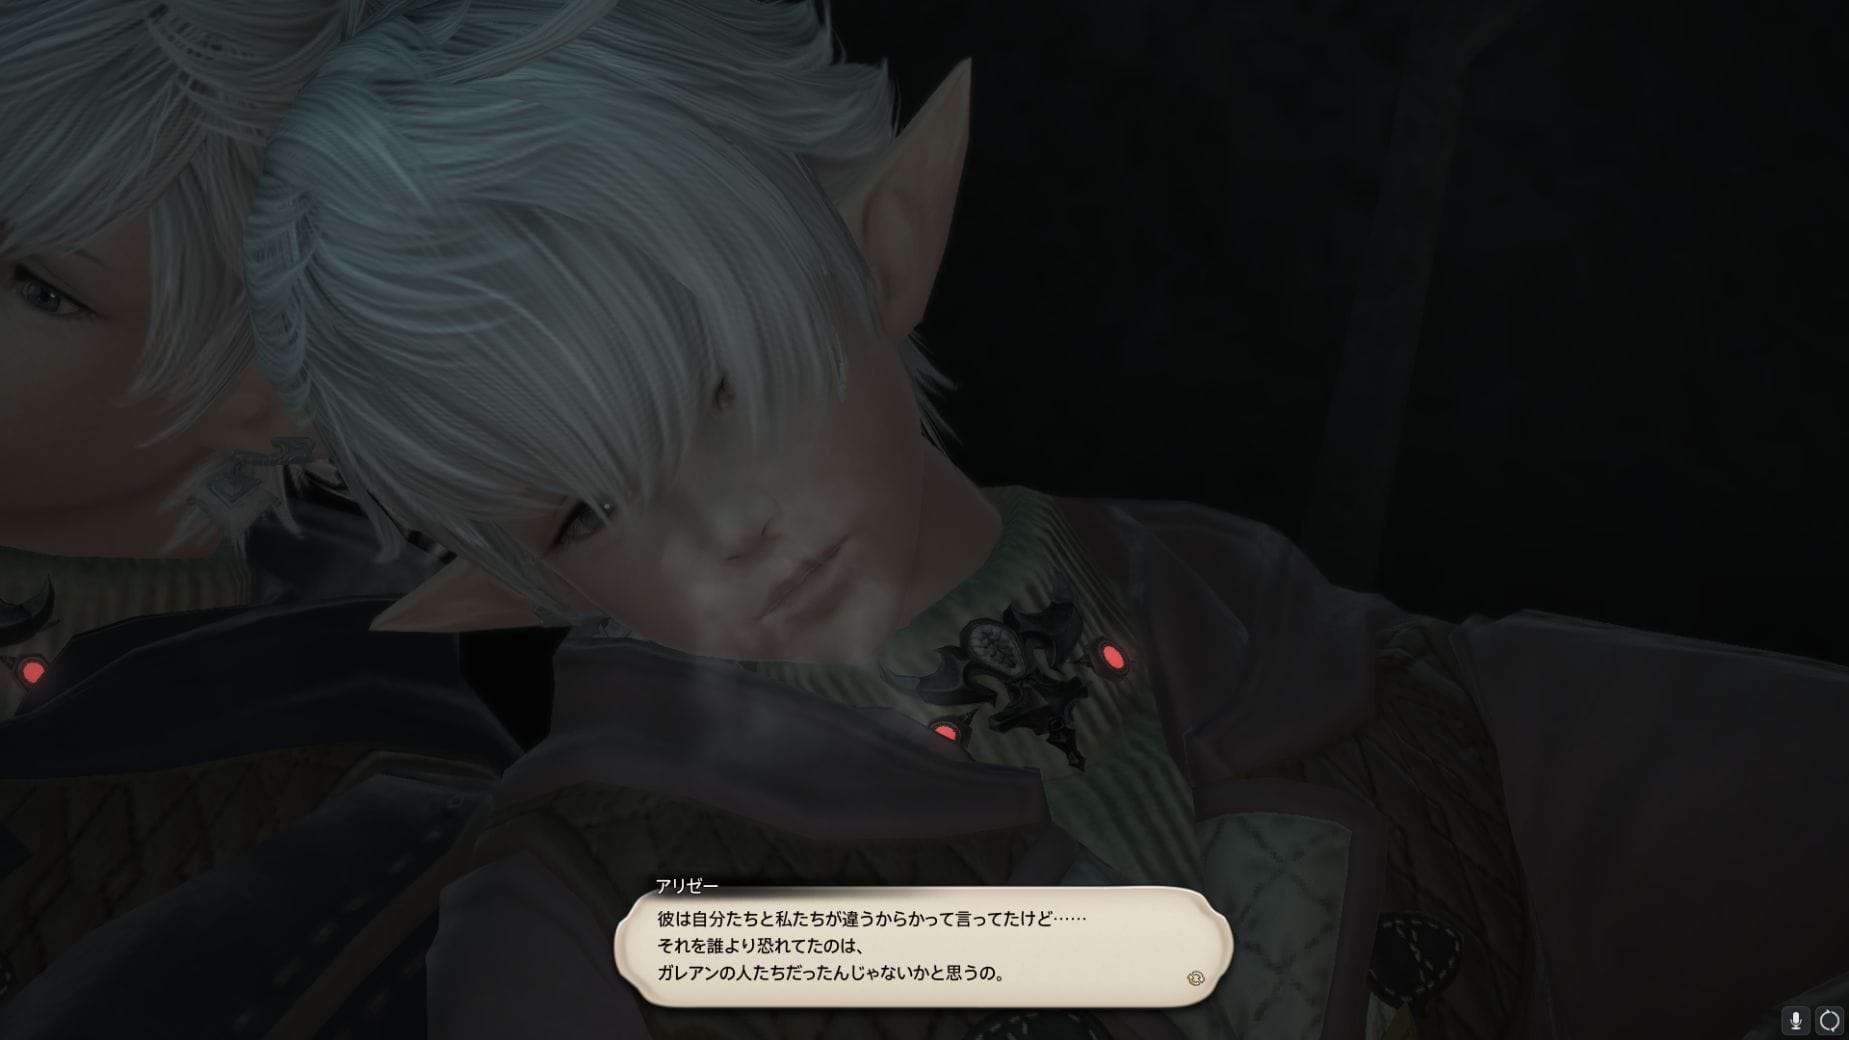 アリゼー
彼は自分たちと私たちが違うからかって言ってたけど……
それを誰より恐れてたのは、
ガレアンの人たちだったんじゃないかと思うの。